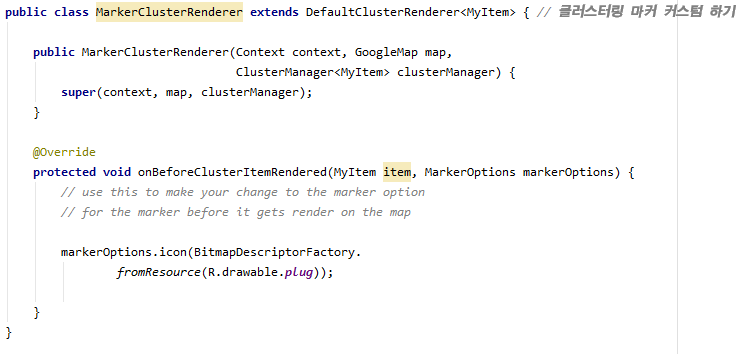 public class MarkerClusterRenderer extends DefaultClusterRenderer<MyItem> { // 클러스터링 마커 커스텀 하기
public MarkerClusterRenderer(Context context, GoogleMap map,
ClusterManager<MyItem> clusterManager) {
super(context, map, clusterManager);
}
@Override
protected void onBeforeClusterItemRendered(MyItem item, MarkerOptions markerOptions) {
// use this to make your change to the marker option
// for the marker before it gets render on the map
markerOptions.icon(BitmapDescriptorFactory.
fromResource(R.drawable.plug));
}
}